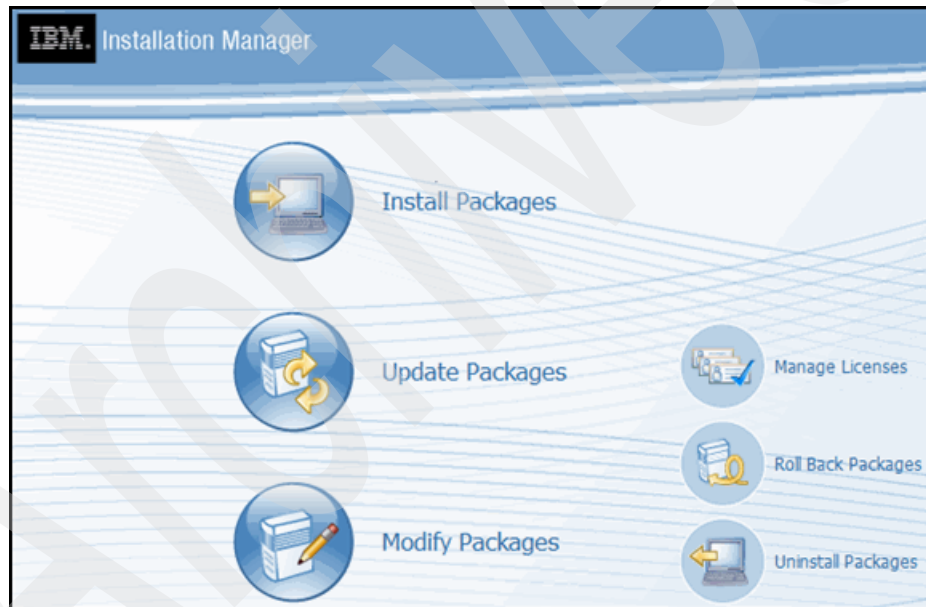 IBM. Installation Manager
Install Packages
Update Packages
Modify Packages
Manage Licenses
Roll Back Packages
Uninstall Packages